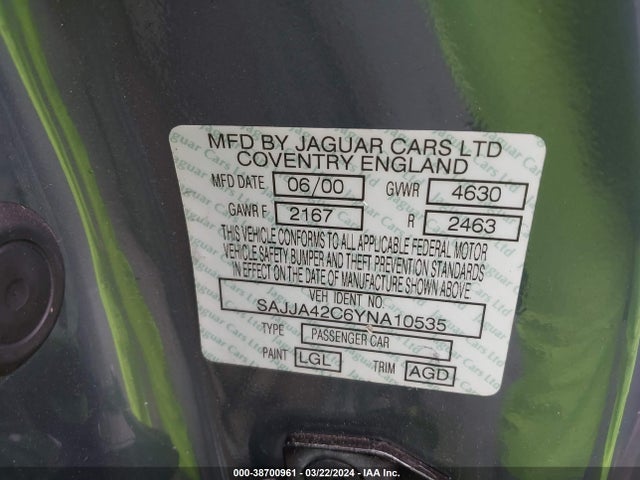 MFD BY JAGUAR CARS LTD
COVENTRY ENGLAND
MFD DATE 06/00 GVWR 4630
GAWR F. 2167 R 2463
THIS VEHICLE CONFORMS TO ALL APPLICABLE FEDERAL MOTOR
VEHICLE SAFETY, BUMPER AND THEFT PREVENTION STANDARDS
IN EFFECT ON THE DATE OF MANUFACTURE SHOWN ABOVE.
VEH IDENT NO.
SAJJA42C6YNA10535
TYPE PASSENGER CAR
PAINT LGL TRIM AGD
000-38700961 - 03/22/2024 - IAA Inc.